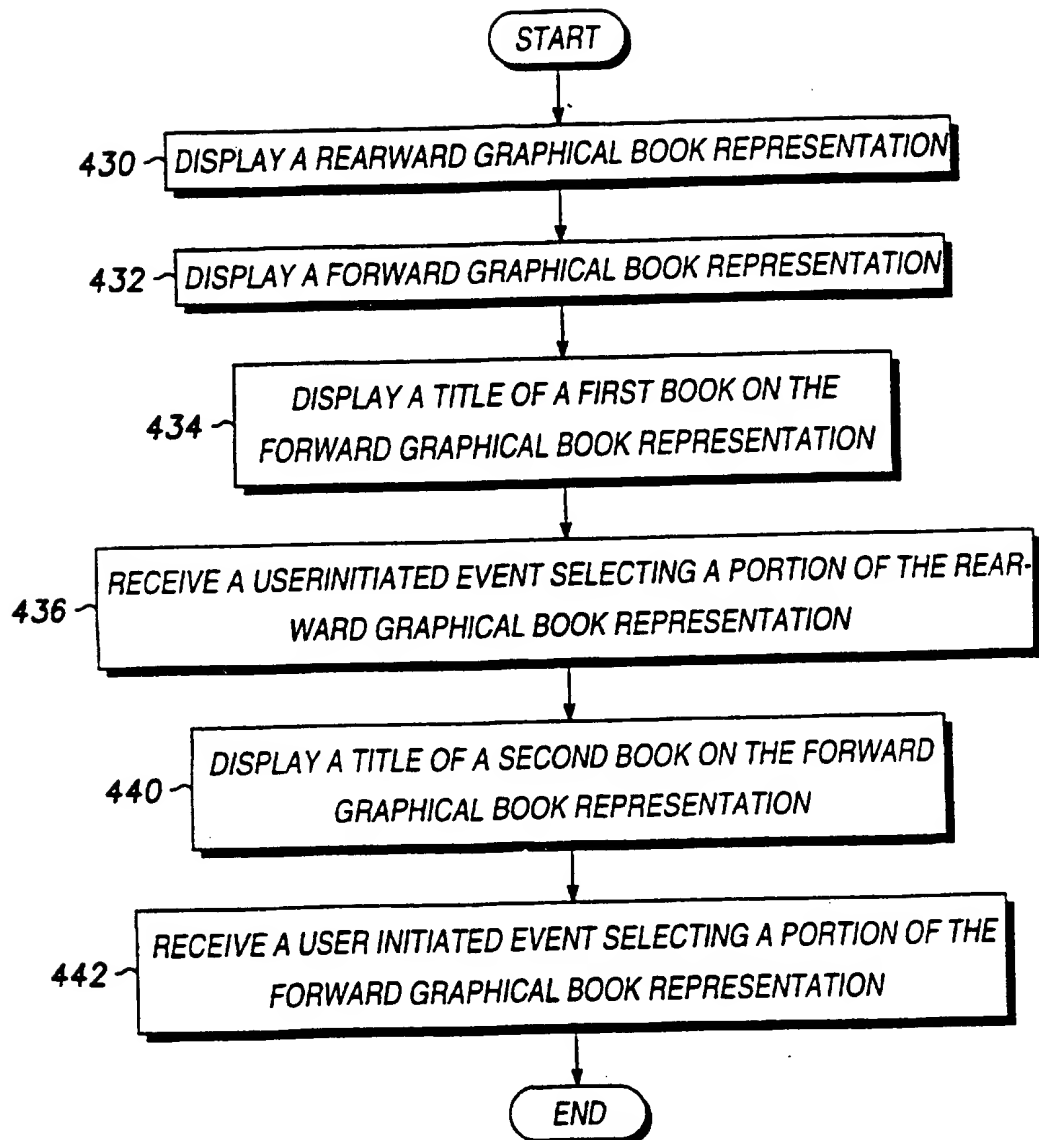 START
430 DISPLAY A REARWARD GRAPHICAL BOOK REPRESENTATION
432 DISPLAY A FORWARD GRAPHICAL BOOK REPRESENTATION
434 DISPLAY A TITLE OF A FIRST BOOK ON THE
FORWARD GRAPHICAL BOOK REPRESENTATION
436 RECEIVE A USERINITIATED EVENT SELECTING A PORTION OF THE REAR-
WARD GRAPHICAL BOOK REPRESENTATION
440 DISPLAY A TITLE OF A SECOND BOOK ON THE FORWARD
GRAPHICAL BOOK REPRESENTATION
442 RECEIVE A USER INITIATED EVENT SELECTING A PORTION OF THE
FORWARD GRAPHICAL BOOK REPRESENTATION
END